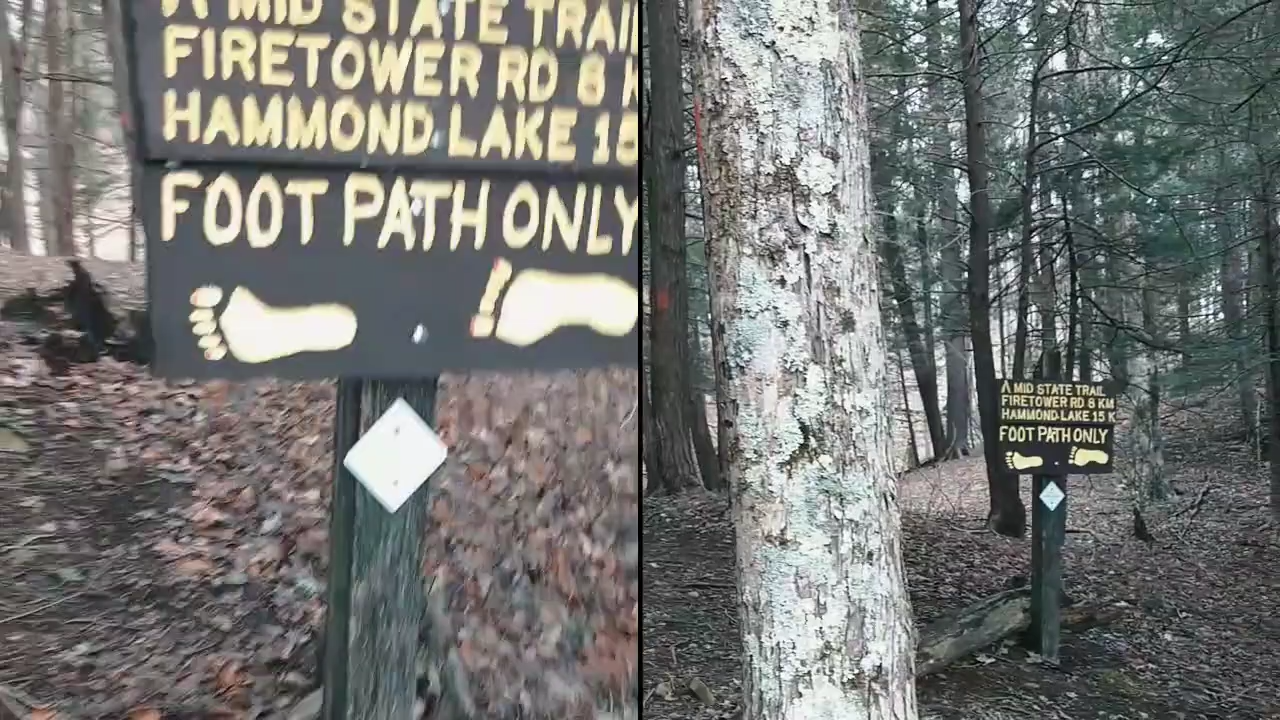 A MID STATE TRAIL
FIRETOWER RD 8 K
HAMMOND LAKE 15
FOOT PATH ONLY
A MID STATE TRAIL
FIRETOWER RD 8 KM
HAMMOND LAKE 15 K
FOOT PATH ONLY